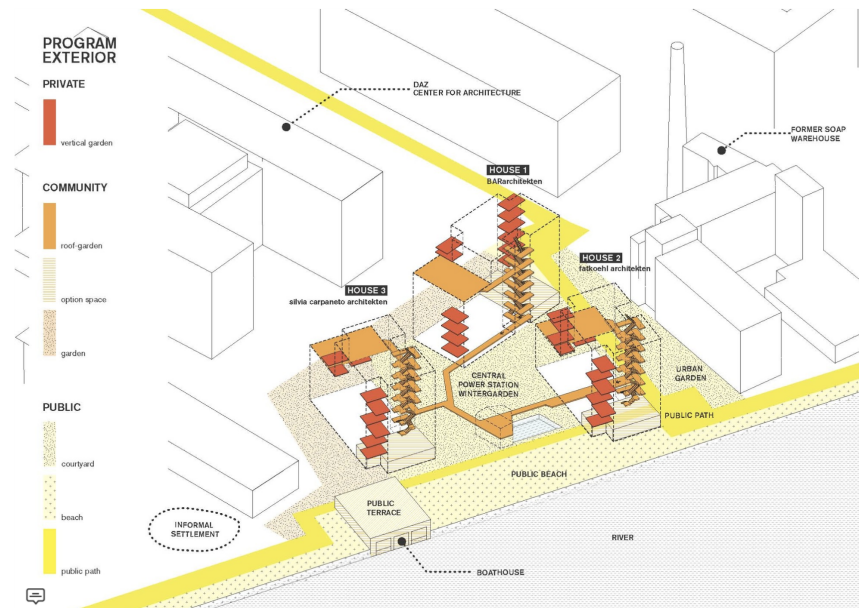 PROGRAM
EXTERIOR
PRIVATE
vertical garden
COMMUNITY
roof-garden
option space
garden
PUBLIC
courtyard
beach
public path
DAZ
CENTER FOR ARCHITECTURE
FORMER SOAP
WAREHOUSE
HOUSE 1
BARarchitekten
HOUSE 2
fatkoehl architekten
HOUSE 3
silvia carpaneto architekten
CENTRAL
POWER STATION
WINTERGARDEN
URBAN
GARDEN
PUBLIC PATH
PUBLIC BEACH
PUBLIC
TERRACE
INFORMAL
SETTLEMENT
RIVER
BOATHOUSE